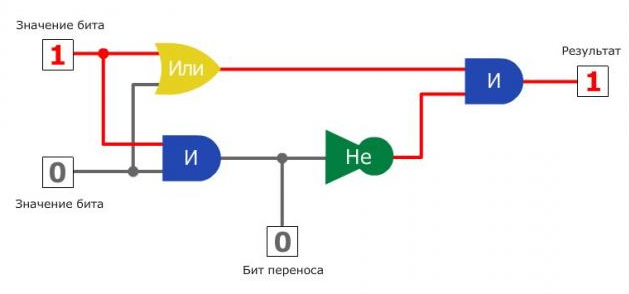 Значение бита
1
Или
И
Результат
1
0
И
Не
Значение бита
0
Бит переноса